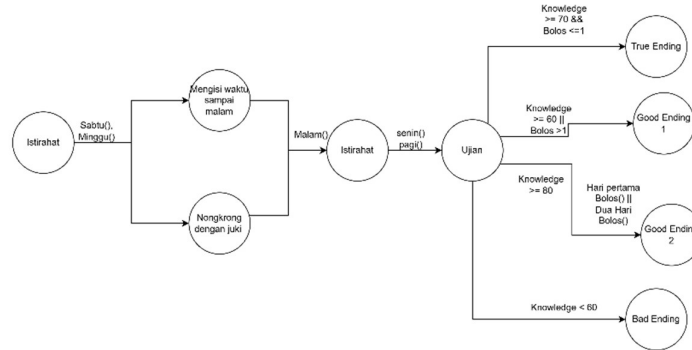 Istirahat
Sabtu(),
Minggu()
Mengisi waktu
sampai
malam
Nongkrong
dengan juki
Malam()
Istirahat
senin()
pagi()
Ujian
Knowledge
>= 70 &&
Bolos <=1
True Ending
Knowledge
>= 60 ||
Bolos >1
Good Ending
1
Knowledge
>= 80
Hari pertama
Bolos() ||
Dua Hari
Bolos()
Good Ending
2
Knowledge < 60
Bad Ending